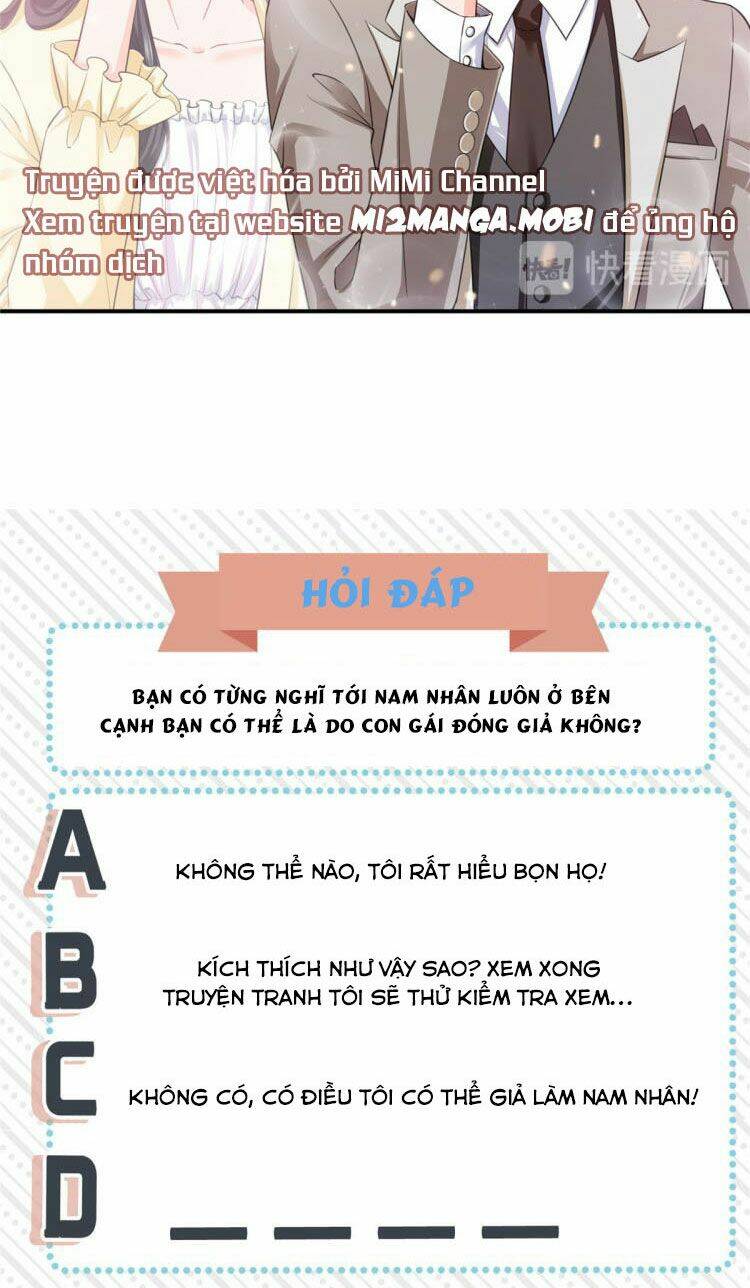 Truyện được việt hóa bởi MiMi Channel
Xem truyện tại website MI2MANGA.MOBI để ủng hộ
nhóm dịch
快看!
快看漫画
HỎI ĐÁP
BẠN CÓ TỪNG NGHĨ TỚI NAM NHÂN LUÔN Ở BÊN
CẠNH BẠN CÓ THỂ LÀ DO CON GÁI ĐÓNG GIẢ KHÔNG?
A
KHÔNG THỂ NÀO, TÔI RẤT HIỂU BỌN HỌ!
B
KÍCH THÍCH NHƯ VẬY SAO? XEM XONG
TRUYỆN TRANH TÔI SẼ THỬ KIỂM TRA XEM...
C
KHÔNG CÓ, CÓ ĐIỀU TÔI CÓ THỂ GIẢ LÀM NAM NHÂN!
D